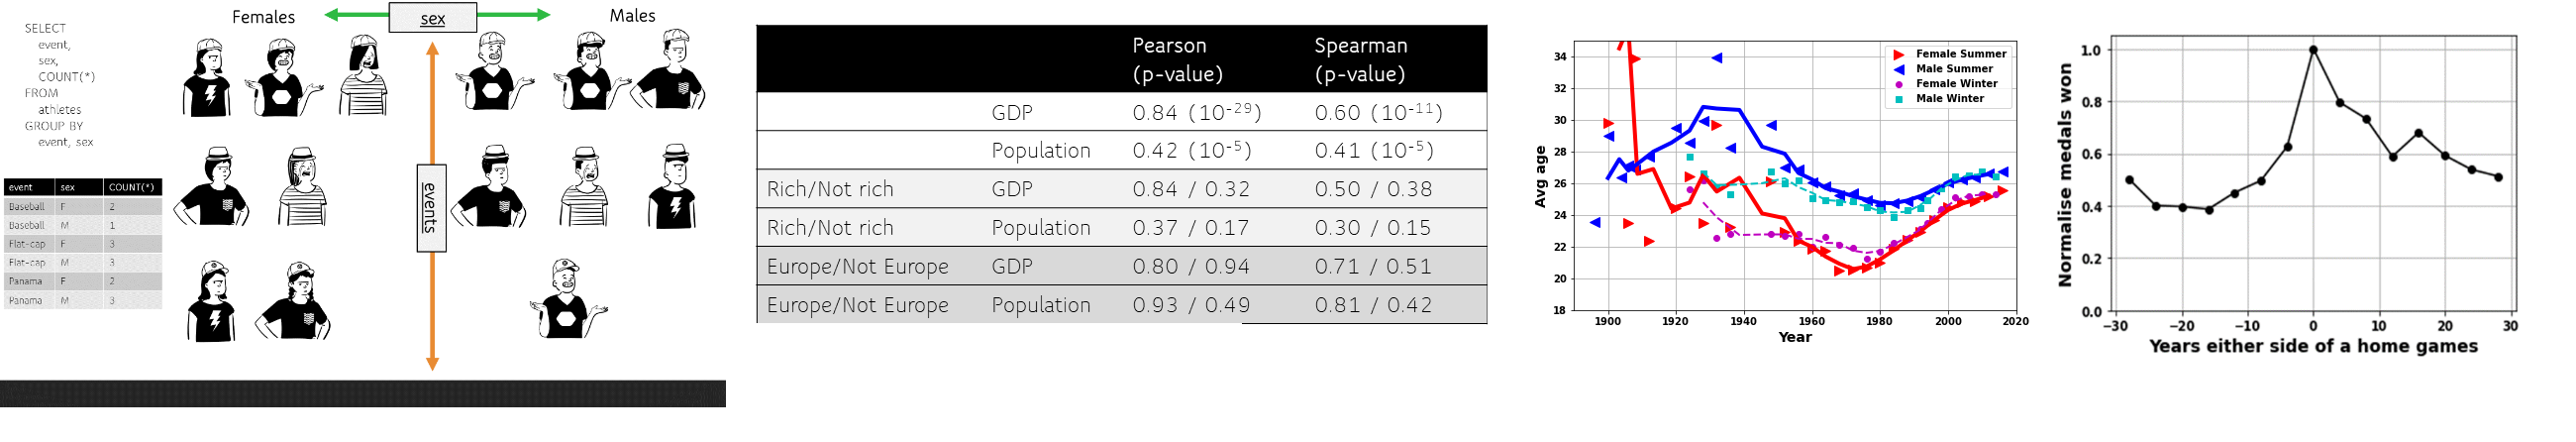 SELECT
event,
sex,
COUNT(*)
FROM
athletes
GROUP BY
event, sex
Females
sex
Males
events
event sex COUNT(*)
Baseball F 2
Baseball M 1
Flat-cap F 3
Flat-cap M 3
Panama F 2
Panama M 3
Pearson (p-value) Spearman (p-value)
GDP 0.84 (10⁻²⁹) 0.60 (10⁻¹¹)
Population 0.42 (10⁻⁵) 0.41 (10⁻⁵)
Rich/Not rich GDP 0.84 / 0.32 0.50 / 0.38
Rich/Not rich Population 0.37 / 0.17 0.30 / 0.15
Europe/Not Europe GDP 0.80 / 0.94 0.71 / 0.51
Europe/Not Europe Population 0.93 / 0.49 0.81 / 0.42
Avg age
34
32
30
28
26
24
22
20
18
Female Summer
Male Summer
Female Winter
Male Winter
1900 1920 1940 1960 1980 2000 2020
Year
Normalise medals won
1.0
0.8
0.6
0.4
0.2
0.0
−30 −20 −10 0 10 20 30
Years either side of a home games